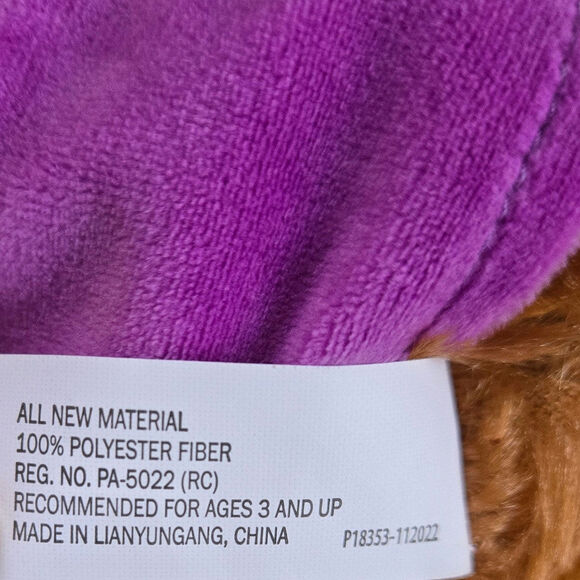 ALL NEW MATERIAL
100% POLYESTER FIBER
REG. NO. PA-5022 (RC)
RECOMMENDED FOR AGES 3 AND UP
MADE IN LIANYUNGANG, CHINA P18353-112022